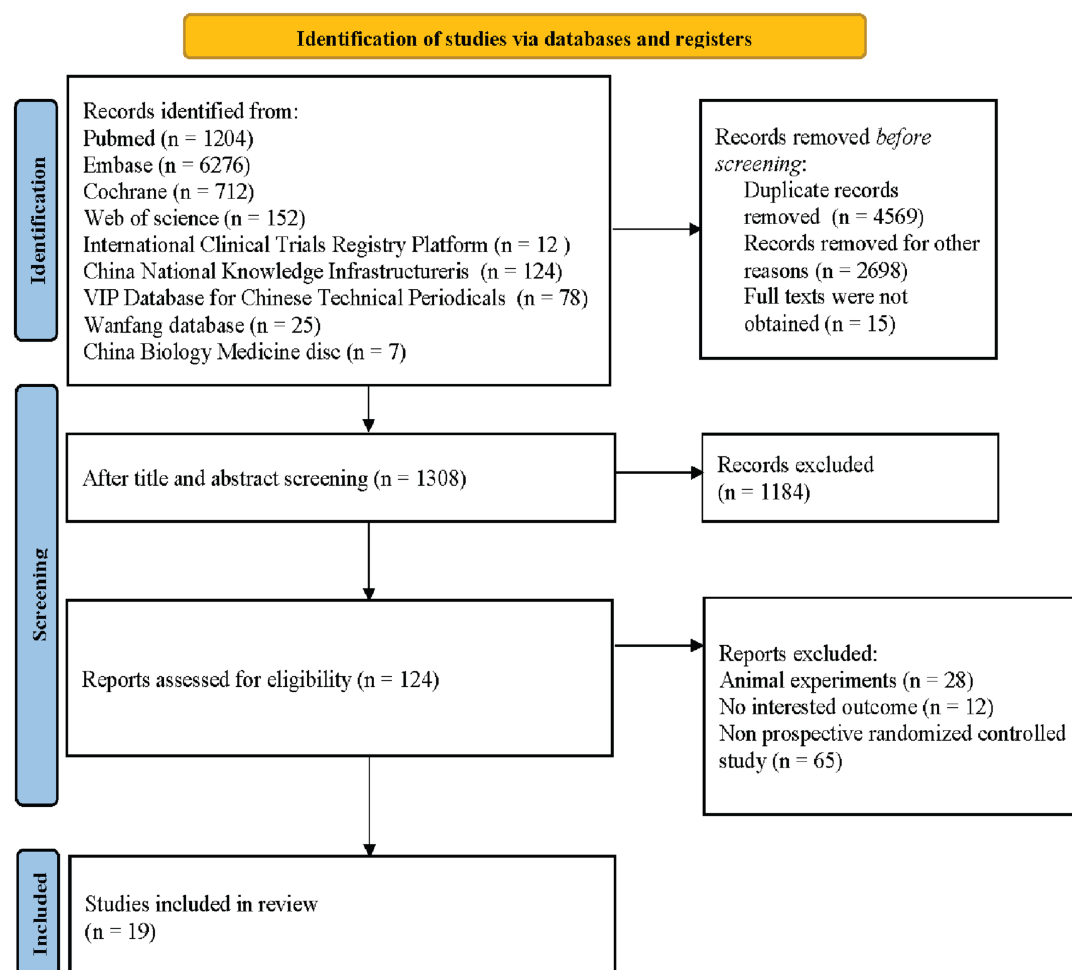 Identification of studies via databases and registers
Identification
Records identified from:
Pubmed (n = 1204)
Embase (n = 6276)
Cochrane (n = 712)
Web of science (n = 152)
International Clinical Trials Registry Platform (n = 12 )
China National Knowledge Infrastructureris (n = 124)
VIP Database for Chinese Technical Periodicals (n = 78)
Wanfang database (n = 25)
China Biology Medicine disc (n = 7)
Records removed before
screening:
Duplicate records
removed (n = 4569)
Records removed for other
reasons (n = 2698)
Full texts were not
obtained (n = 15)
Screening
After title and abstract screening (n = 1308)
Records excluded
(n = 1184)
Reports assessed for eligibility (n = 124)
Reports excluded:
Animal experiments (n = 28)
No interested outcome (n = 12)
Non prospective randomized controlled
study (n = 65)
Included
Studies included in review
(n = 19)